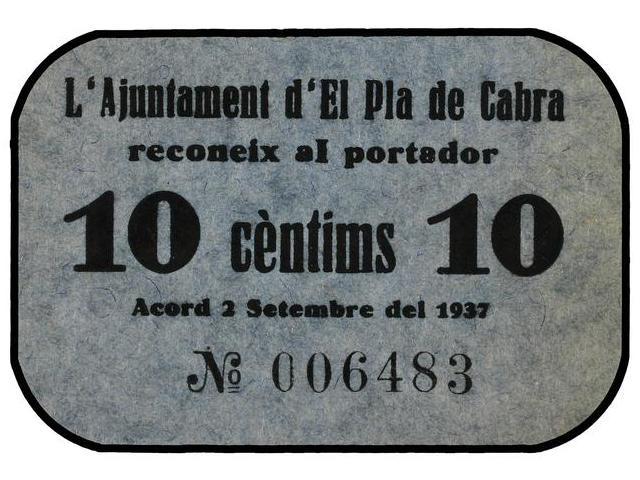 L'Ajuntament d'El Pla de Cabra
reconeix al portador
10 cèntims 10
Acord 2 Setembre del 1937
№ 006483